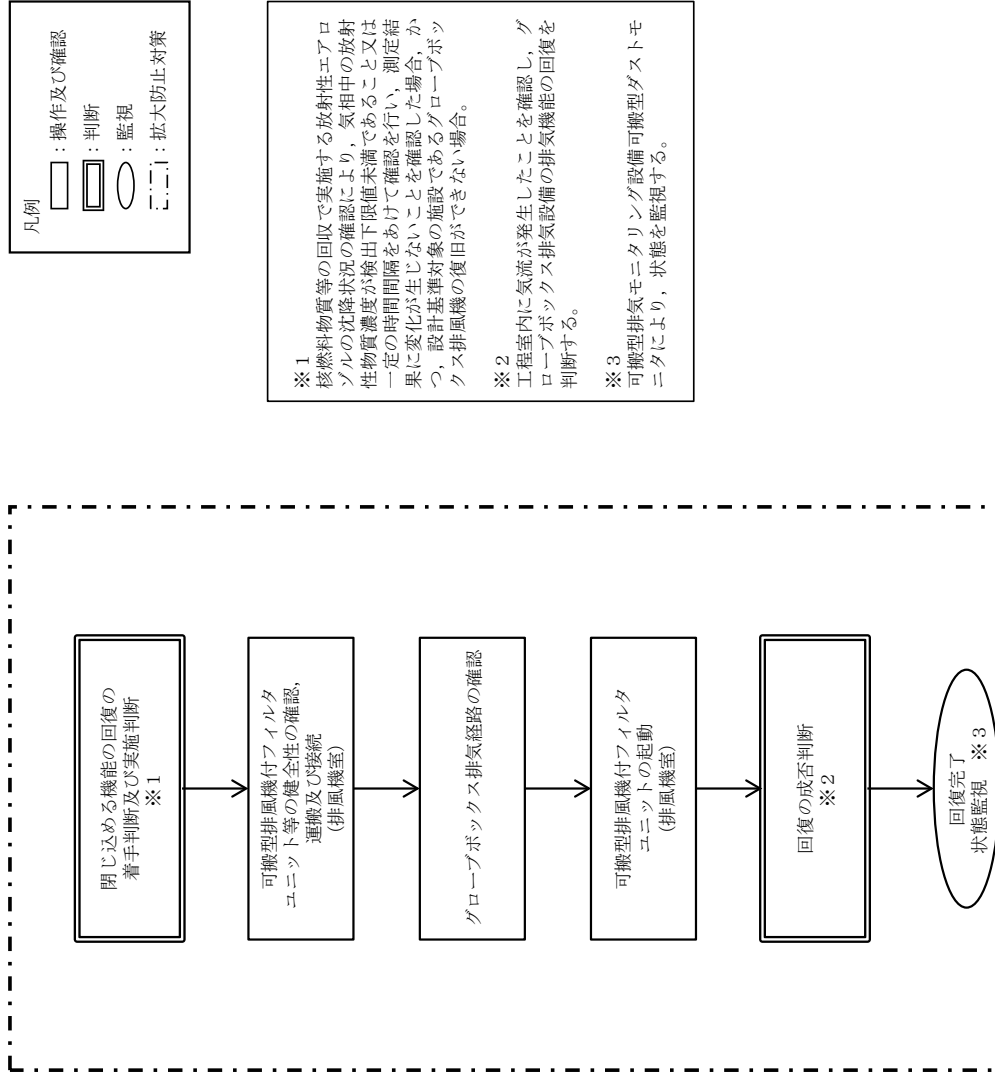 閉じ込める機能の回復の
着手判断及び実施判断
※１
可搬型排風機付フィルタ
ユニット等の健全性の確認，
運搬及び接続
(排風機室)
グローブボックス排気経路の確認
可搬型排風機付フィルタ
ユニットの起動
(排風機室)
回復の成否判断
※２
回復完了
状態監視　※３
凡例
：操作及び確認
：判断
：監視
：拡大防止対策
※１
核燃料物質等の回収で実施する放射性エアロ
ゾルの沈降状況の確認により，気相中の放射
性物質濃度が検出下限値未満であること又は
一定の時間間隔をあけて確認を行い，測定結
果に変化が生じないことを確認した場合，か
つ，設計基準対象の施設であるグローブボッ
クス排風機の復旧ができない場合。
※２
工程室内に気流が発生したことを確認し，グ
ローブボックス排気設備の排気機能の回復を
判断する。
※３
可搬型排気モニタリング設備可搬型ダストモ
ニタにより，状態を監視する。